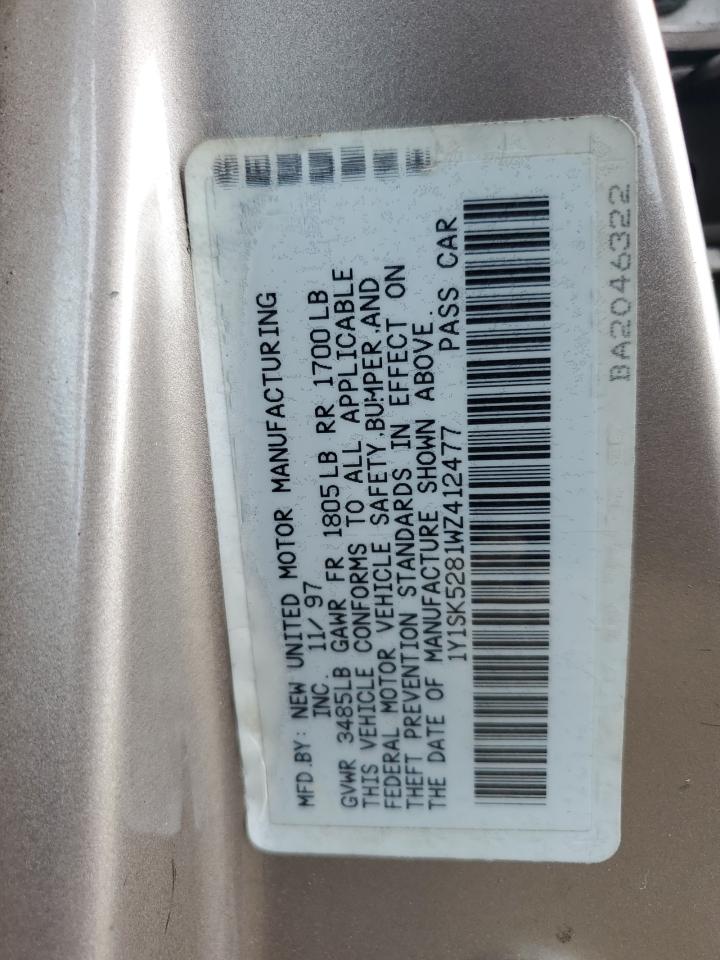 MFD.BY: NEW UNITED MOTOR MANUFACTURING
INC. 11/97
GVWR 3485LB GAWR FR 1805LB RR 1700LB
THIS VEHICLE CONFORMS TO ALL APPLICABLE
FEDERAL MOTOR VEHICLE SAFETY,BUMPER,AND
THEFT PREVENTION STANDARDS IN EFFECT ON
THE DATE OF MANUFACTURE SHOWN ABOVE.
1Y1SK5281WZ412477 PASS CAR
BA2046322